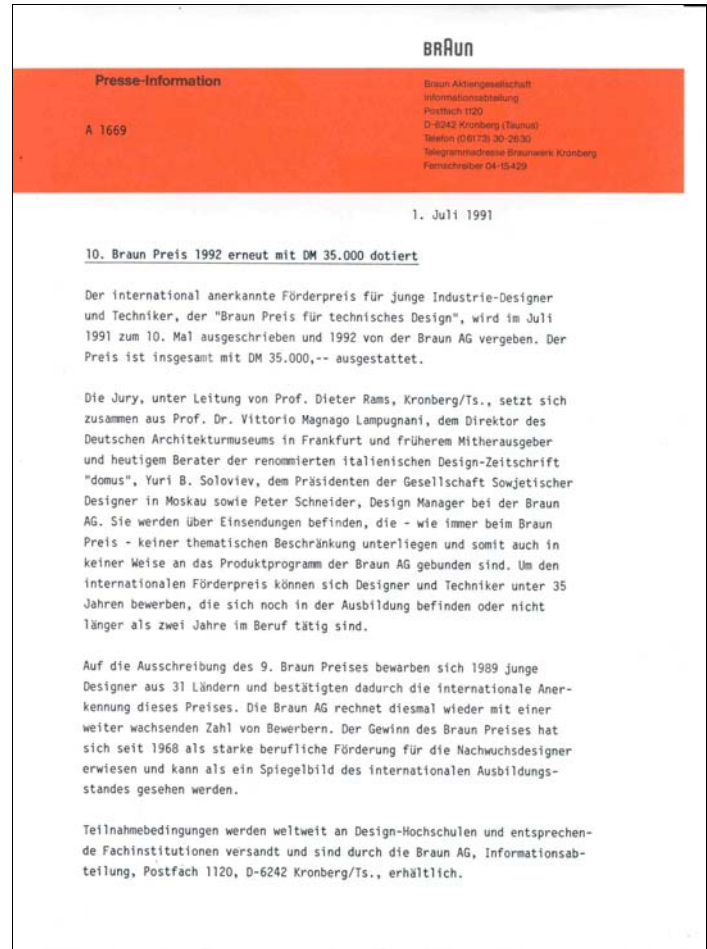 BRAUN
Presse-Information
A 1669
Braun Aktiengesellschaft
Informationsabteilung
Postfach 1120
D-6242 Kronberg (Taunus)
Telefon (06173) 30-2630
Telegrammadresse Braunwerk Kronberg
Fernschreiber 04-15429
1. Juli 1991
10. Braun Preis 1992 erneut mit DM 35.000 dotiert
Der international anerkannte Förderpreis für junge Industrie-Designer
und Techniker, der "Braun Preis für technisches Design", wird im Juli
1991 zum 10. Mal ausgeschrieben und 1992 von der Braun AG vergeben. Der
Preis ist insgesamt mit DM 35.000,-- ausgestattet.
Die Jury, unter Leitung von Prof. Dieter Rams, Kronberg/Ts., setzt sich
zusammen aus Prof. Dr. Vittorio Magnago Lampugnani, dem Direktor des
Deutschen Architekturmuseums in Frankfurt und früherem Mitherausgeber
und heutigem Berater der renommierten italienischen Design-Zeitschrift
"domus", Yuri B. Soloviev, dem Präsidenten der Gesellschaft Sowjetischer
Designer in Moskau sowie Peter Schneider, Design Manager bei der Braun
AG. Sie werden über Einsendungen befinden, die - wie immer beim Braun
Preis - keiner thematischen Beschränkung unterliegen und somit auch in
keiner Weise an das Produktprogramm der Braun AG gebunden sind. Um den
internationalen Förderpreis können sich Designer und Techniker unter 35
Jahren bewerben, die sich noch in der Ausbildung befinden oder nicht
länger als zwei Jahre im Beruf tätig sind.
Auf die Ausschreibung des 9. Braun Preises bewarben sich 1989 junge
Designer aus 31 Ländern und bestätigten dadurch die internationale Aner-
kennung dieses Preises. Die Braun AG rechnet diesmal wieder mit einer
weiter wachsenden Zahl von Bewerbern. Der Gewinn des Braun Preises hat
sich seit 1968 als starke berufliche Förderung für die Nachwuchsdesigner
erwiesen und kann als ein Spiegelbild des internationalen Ausbildungs-
standes gesehen werden.
Teilnahmebedingungen werden weltweit an Design-Hochschulen und entsprechen-
de Fachinstitutionen versandt und sind durch die Braun AG, Informationsab-
teilung, Postfach 1120, D-6242 Kronberg/Ts., erhältlich.